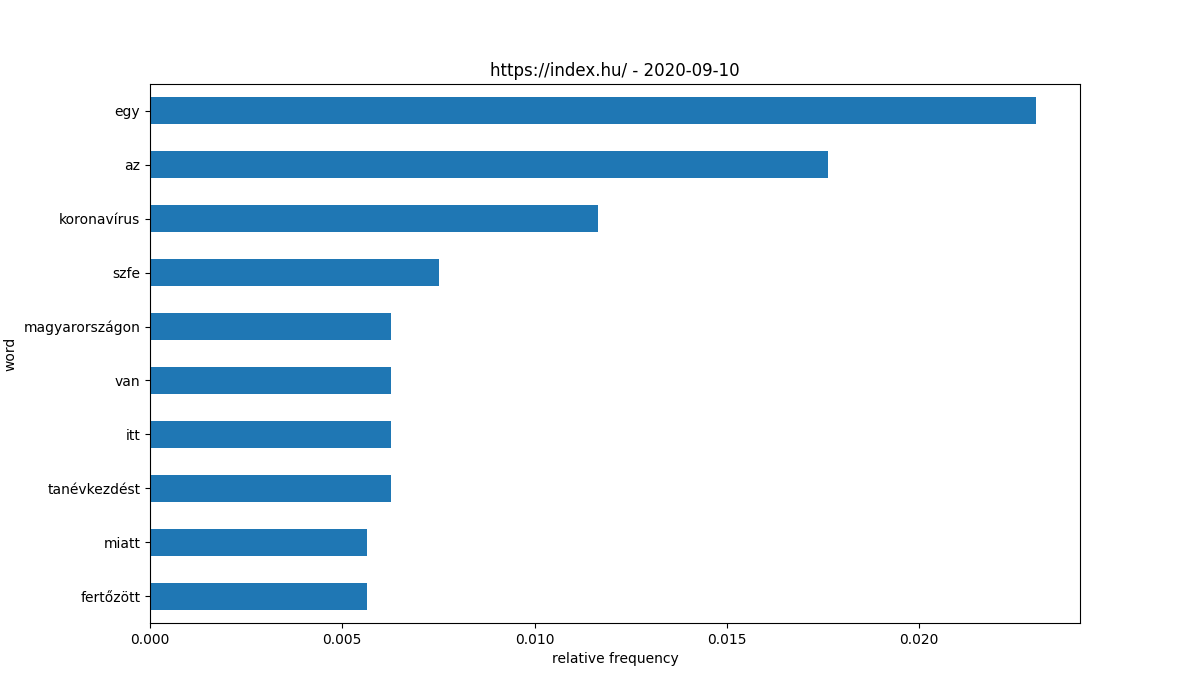 https://index.hu/ - 2020-09-10
egy
az
koronavírus
szfe
magyarországon
van
itt
tanévkezdést
miatt
fertőzött
word
0.000 0.005 0.010 0.015 0.020
relative frequency